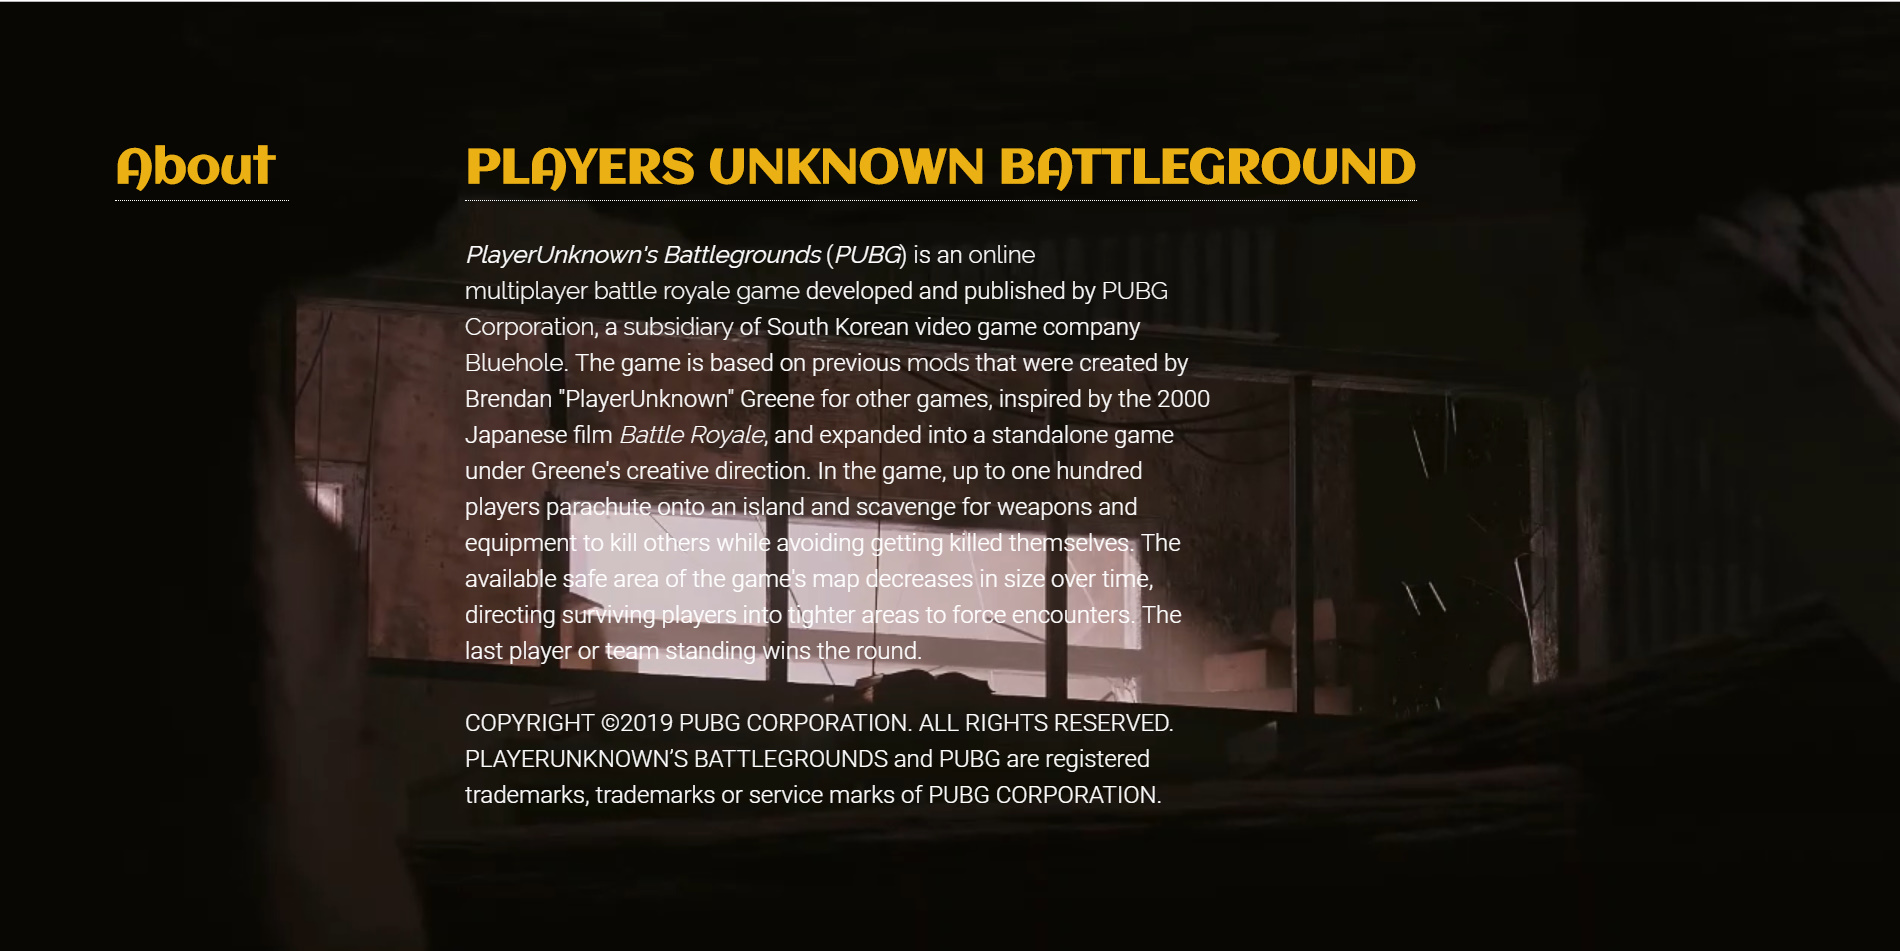 About
PLAYERS UNKNOWN BATTLEGROUND
PlayerUnknown's Battlegrounds (PUBG) is an online
multiplayer battle royale game developed and published by PUBG
Corporation, a subsidiary of South Korean video game company
Bluehole. The game is based on previous mods that were created by
Brendan "PlayerUnknown" Greene for other games, inspired by the 2000
Japanese film Battle Royale, and expanded into a standalone game
under Greene's creative direction. In the game, up to one hundred
players parachute onto an island and scavenge for weapons and
equipment to kill others while avoiding getting killed themselves. The
available safe area of the game's map decreases in size over time,
directing surviving players into tighter areas to force encounters. The
last player or team standing wins the round.
COPYRIGHT ©2019 PUBG CORPORATION. ALL RIGHTS RESERVED.
PLAYERUNKNOWN’S BATTLEGROUNDS and PUBG are registered
trademarks, trademarks or service marks of PUBG CORPORATION.